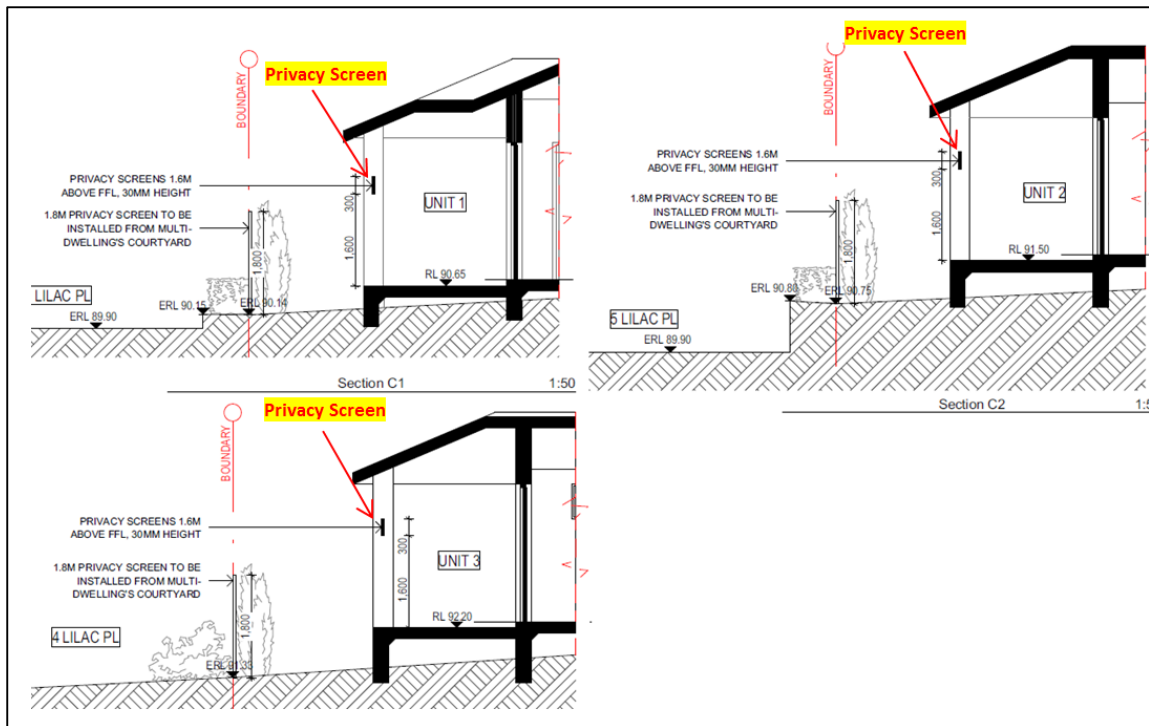 Privacy Screen
BOUNDARY
PRIVACY SCREENS 1.6M
ABOVE FFL, 30MM HEIGHT
1.8M PRIVACY SCREEN TO BE
INSTALLED FROM MULTI-
DWELLING'S COURTYARD
300
1,600
1,800
UNIT 1
RL 90.65
LILAC PL
ERL 90.15
ERL 90.14
ERL 89.90
Section C1
1:50
Privacy Screen
BOUNDARY
PRIVACY SCREENS 1.6M
ABOVE FFL, 30MM HEIGHT
1.8M PRIVACY SCREEN TO BE
INSTALLED FROM MULTI-
DWELLING'S COURTYARD
300
1,600
1,800
UNIT 2
RL 91.50
ERL 90.80
ERL 90.75
5 LILAC PL
ERL 89.90
Section C2
Privacy Screen
BOUNDARY
PRIVACY SCREENS 1.6M
ABOVE FFL, 30MM HEIGHT
1.8M PRIVACY SCREEN TO BE
INSTALLED FROM MULTI-
DWELLING'S COURTYARD
300
1,600
1,800
UNIT 3
RL 92.20
4 LILAC PL
ERL 91.33